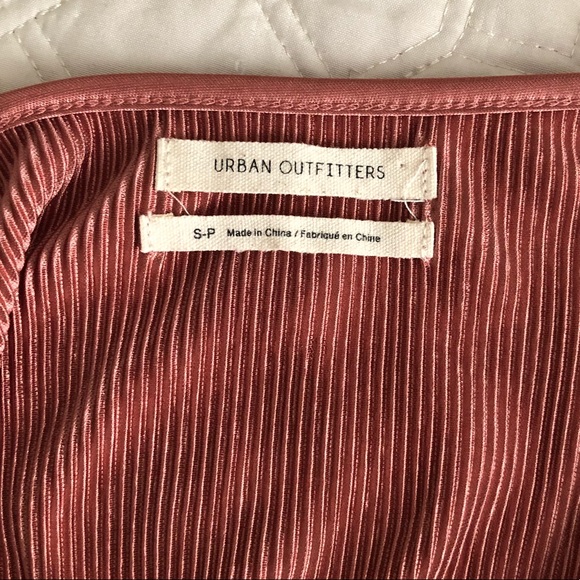 URBAN OUTFITTERS
S-P Made in China / Fabriqué en Chine